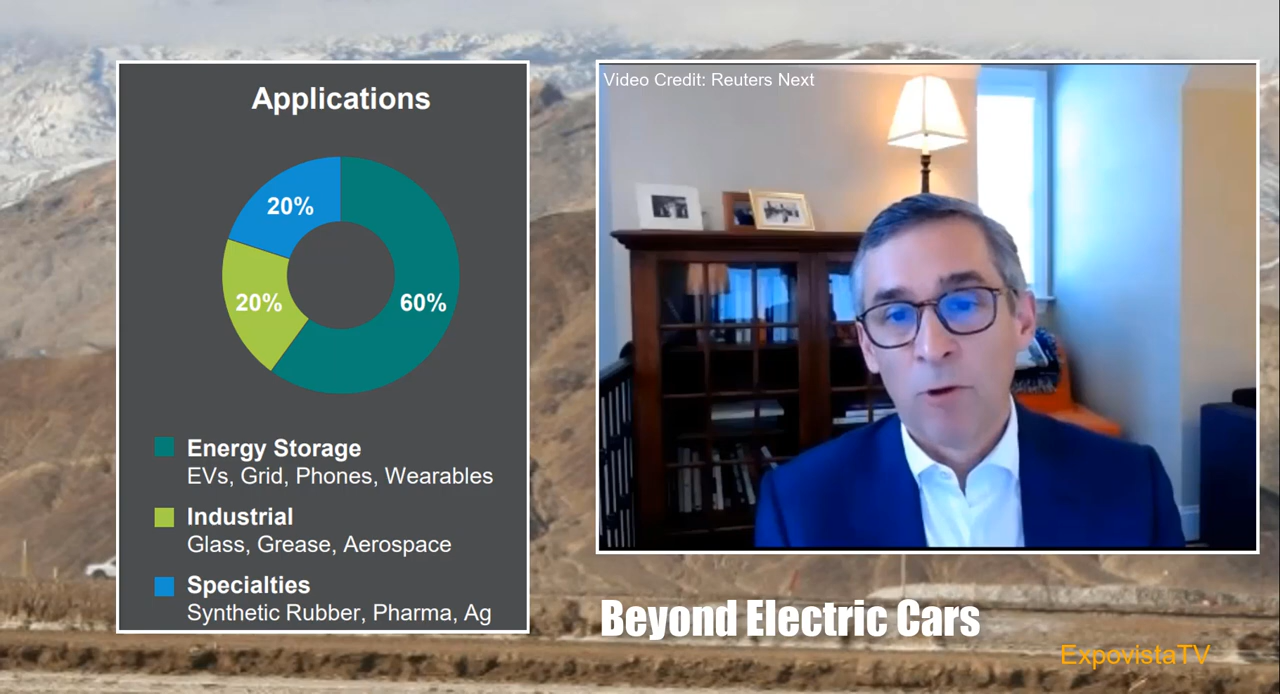 Applications
20%
20%
60%
Energy Storage
EVs, Grid, Phones, Wearables
Industrial
Glass, Grease, Aerospace
Specialties
Synthetic Rubber, Pharma, Ag
Video Credit: Reuters Next
Beyond Electric Cars
ExpovistaTV